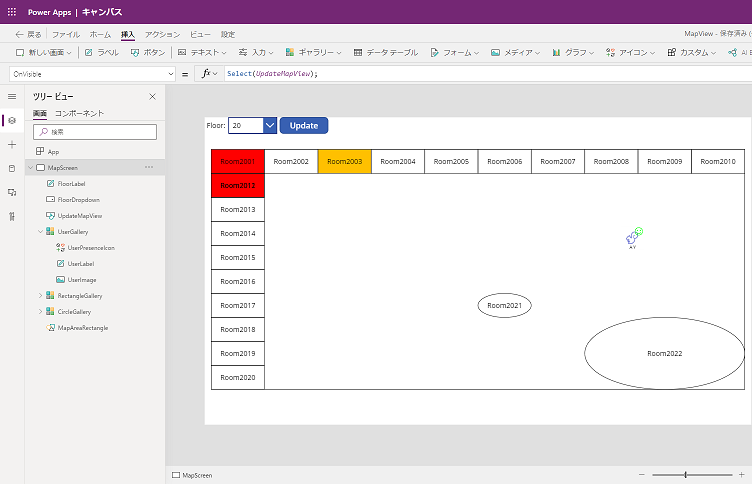 Power Apps | キャンバス
戻る ファイル ホーム 挿入 アクション ビュー 設定
MapView - 保存済み
新しい画面 ラベル ボタン テキスト 入力 ギャラリー データ テーブル フォーム メディア グラフ アイコン カスタム AI B
OnVisible = fx Select(UpdateMapView);
ツリー ビュー
画面 コンポーネント
検索
App
MapScreen
FloorLabel
FloorDropdown
UpdateMapView
UserGallery
UserPresenceIcon
UserLabel
UserImage
RectangleGallery
CircleGallery
MapAreaRectangle
Floor: 20 Update
Room2001 Room2002 Room2003 Room2004 Room2005 Room2006 Room2007 Room2008 Room2009 Room2010
Room2012
Room2013
Room2014
AY
Room2015
Room2016
Room2017 Room2021
Room2018
Room2019 Room2022
Room2020
MapScreen